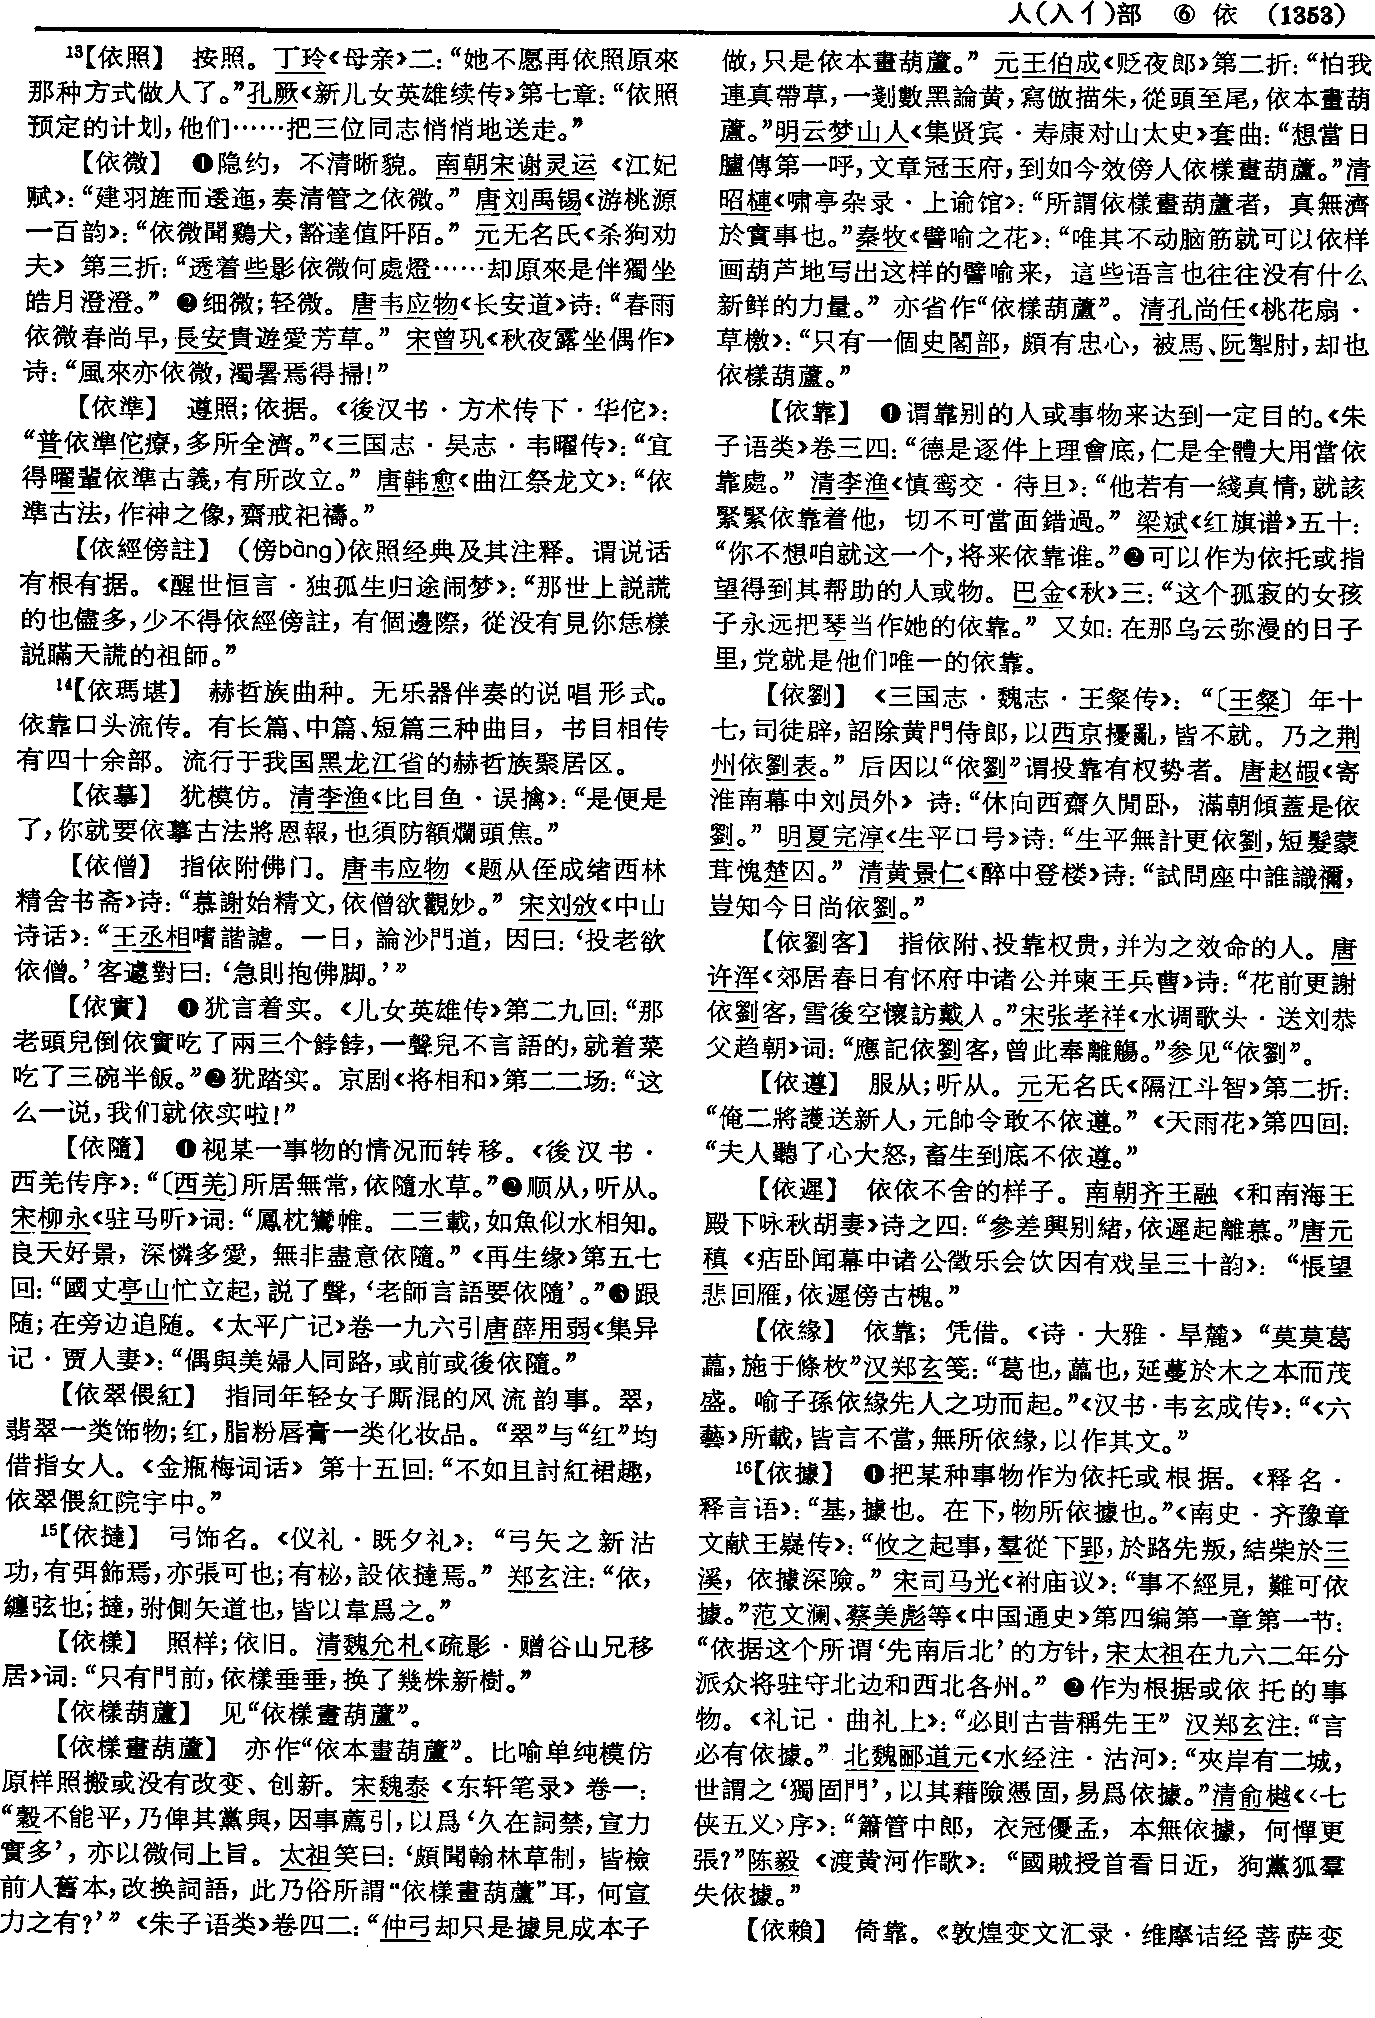 人(入亻)部　⑥　依　(1353)
¹³【依照】　按照。丁玲《母亲》二：“她不愿再依照原來
那种方式做人了。”孔厥《新儿女英雄续传》第七章：“依照
预定的计划，他们……把三位同志悄悄地送走。”
【依微】　❶隐约，不清晰貌。南朝宋谢灵运《江妃
赋》：“建羽旌而逶迤，奏清管之依微。”唐刘禹锡《游桃源
一百韵》：“依微聞鷄犬，豁達值阡陌。”元无名氏《杀狗劝
夫》第三折：“透着些影依微何處燈……却原來是伴獨坐
皓月澄澄。”❷细微；轻微。唐韦应物《长安道》诗：“春雨
依微春尚早，長安貴遊愛芳草。”宋曾巩《秋夜露坐偶作》
诗：“風來亦依微，濁暑焉得掃！”
【依準】　遵照；依据。《後汉书·方术传下·华佗》：
“普依準佗療，多所全濟。”《三国志·吴志·韦曜传》：“宜
得曜輩依準古義，有所改立。”唐韩愈《曲江祭龙文》：“依
準古法，作神之像，齋戒祀禱。”
【依經傍註】　(傍bàng)依照经典及其注释。谓说话
有根有据。《醒世恒言·独孤生归途闹梦》：“那世上説謊
的也儘多，少不得依經傍註，有個邊際，從没有見你恁樣
説瞞天謊的祖師。”
¹⁴【依瑪堪】　赫哲族曲种。无乐器伴奏的说唱形式。
依靠口头流传。有长篇、中篇、短篇三种曲目，书目相传
有四十余部。流行于我国黑龙江省的赫哲族聚居区。
【依摹】　犹模仿。清李渔《比目鱼·误擒》：“是便是
了，你就要依摹古法將恩報，也須防額爛頭焦。”
【依僧】　指依附佛门。唐韦应物《题从侄成绪西林
精舍书斋》诗：“慕謝始精文，依僧欲觀妙。”宋刘攽《中山
诗话》：“王丞相嗜諧謔。一日，論沙門道，因曰：‘投老欲
依僧。’客遽對曰：‘急則抱佛脚。’”
【依實】　❶犹言着实。《儿女英雄传》第二九回：“那
老頭兒倒依實吃了兩三个餑餑，一聲兒不言語的，就着菜
吃了三碗半飯。”❷犹踏实。京剧《将相和》第二二场：“这
么一说，我们就依实啦！”
【依隨】　❶视某一事物的情况而转移。《後汉书·
西羌传序》：“〔西羌〕所居無常，依隨水草。”❷顺从，听从。
宋柳永《驻马听》词：“鳳枕鸞帷。二三載，如魚似水相知。
良天好景，深憐多愛，無非盡意依隨。”《再生缘》第五七
回：“國丈亭山忙立起，説了聲，‘老師言語要依隨’。”❸跟
随；在旁边追随。《太平广记》卷一九六引唐薛用弱《集异
记·贾人妻》：“偶與美婦人同路，或前或後依隨。”
【依翠偎紅】　指同年轻女子厮混的风流韵事。翠，
翡翠一类饰物；红，脂粉唇膏一类化妆品。“翠”与“红”均
借指女人。《金瓶梅词话》第十五回：“不如且討紅裙趣，
依翠偎紅院宇中。”
¹⁵【依撻】　弓饰名。《仪礼·既夕礼》：“弓矢之新沽
功，有弭飾焉，亦張可也；有柲，設依撻焉。”郑玄注：“依，
纏弦也；撻，弣側矢道也，皆以韋爲之。”
【依樣】　照样；依旧。清魏允札《疏影·赠谷山兄移
居》词：“只有門前，依樣垂垂，换了幾株新樹。”
【依樣葫蘆】　见“依樣畫葫蘆”。
【依樣畫葫蘆】　亦作“依本畫葫蘆”。比喻单纯模仿
原样照搬或没有改变、创新。宋魏泰《东轩笔录》卷一：
“穀不能平，乃俾其黨與，因事薦引，以爲‘久在詞禁，宣力
實多’，亦以微伺上旨。太祖笑曰：‘頗聞翰林草制，皆檢
前人舊本，改换詞語，此乃俗所謂“依樣畫葫蘆”耳，何宣
力之有？’”《朱子语类》卷四二：“仲弓却只是據見成本子
做，只是依本畫葫蘆。”元王伯成《贬夜郎》第二折：“怕我
連真帶草，一剗數黑論黄，寫倣描朱，從頭至尾，依本畫葫
蘆。”明云梦山人《集贤宾·寿康对山太史》套曲：“想當日
臚傳第一呼，文章冠玉府，到如今效傍人依樣畫葫蘆。”清
昭槤《啸亭杂录·上谕馆》：“所謂依樣畫葫蘆者，真無濟
於實事也。”秦牧《譬喻之花》：“唯其不动脑筋就可以依样
画葫芦地写出这样的譬喻来，這些语言也往往没有什么
新鲜的力量。”亦省作“依樣葫蘆”。清孔尚任《桃花扇·
草檄》：“只有一個史閣部，頗有忠心，被馬、阮掣肘，却也
依樣葫蘆。”
【依靠】　❶谓靠别的人或事物来达到一定目的。《朱
子语类》卷三四：“德是逐件上理會底，仁是全體大用當依
靠處。”清李渔《慎鸾交·待旦》：“他若有一綫真情，就該
緊緊依靠着他，切不可當面錯過。”梁斌《红旗谱》五十：
“你不想咱就这一个，将来依靠谁。”❷可以作为依托或指
望得到其帮助的人或物。巴金《秋》三：“这个孤寂的女孩
子永远把琴当作她的依靠。”又如：在那乌云弥漫的日子
里，党就是他们唯一的依靠。
【依劉】　《三国志·魏志·王粲传》：“〔王粲〕年十
七，司徒辟，詔除黄門侍郎，以西京擾亂，皆不就。乃之荆
州依劉表。”后因以“依劉”谓投靠有权势者。唐赵嘏《寄
淮南幕中刘员外》诗：“休向西齋久閒卧，滿朝傾蓋是依
劉。”明夏完淳《生平口号》诗：“生平無計更依劉，短髮蒙
茸愧楚囚。”清黄景仁《醉中登楼》诗：“試問座中誰識禰，
豈知今日尚依劉。”
【依劉客】　指依附、投靠权贵，并为之效命的人。唐
许浑《郊居春日有怀府中诸公并柬王兵曹》诗：“花前更謝
依劉客，雪後空懷訪戴人。”宋张孝祥《水调歌头·送刘恭
父趋朝》词：“應記依劉客，曾此奉離觴。”参见“依劉”。
【依遵】　服从；听从。元无名氏《隔江斗智》第二折：
“俺二將護送新人，元帥令敢不依遵。”《天雨花》第四回：
“夫人聽了心大怒，畜生到底不依遵。”
【依遲】　依依不舍的样子。南朝齐王融《和南海王
殿下咏秋胡妻》诗之四：“參差興别緒，依遲起離慕。”唐元
稹《痁卧闻幕中诸公徵乐会饮因有戏呈三十韵》：“悵望
悲回雁，依遲傍古槐。”
【依緣】　依靠；凭借。《诗·大雅·旱麓》“莫莫葛
藟，施于條枚”汉郑玄笺：“葛也，藟也，延蔓於木之本而茂
盛。喻子孫依緣先人之功而起。”《汉书·韦玄成传》：“《六
藝》所載，皆言不當，無所依緣，以作其文。”
¹⁶【依據】　❶把某种事物作为依托或根据。《释名·
释言语》：“基，據也。在下，物所依據也。”《南史·齐豫章
文献王嶷传》：“攸之起事，羣從下郢，於路先叛，結柴於三
溪，依據深險。”宋司马光《祔庙议》：“事不經見，難可依
據。”范文澜、蔡美彪等《中国通史》第四编第一章第一节：
“依据这个所谓‘先南后北’的方针，宋太祖在九六二年分
派众将驻守北边和西北各州。”❷作为根据或依托的事
物。《礼记·曲礼上》：“必則古昔稱先王”汉郑玄注：“言
必有依據。”北魏郦道元《水经注·沽河》：“夾岸有二城，
世謂之‘獨固門’，以其藉險憑固，易爲依據。”清俞樾《〈七
侠五义〉序》：“簫管中郎，衣冠優孟，本無依據，何憚更
張？”陈毅《渡黄河作歌》：“國賊授首看日近，狗黨狐羣
失依據。”
【依賴】　倚靠。《敦煌变文汇录·维摩诘经菩萨变